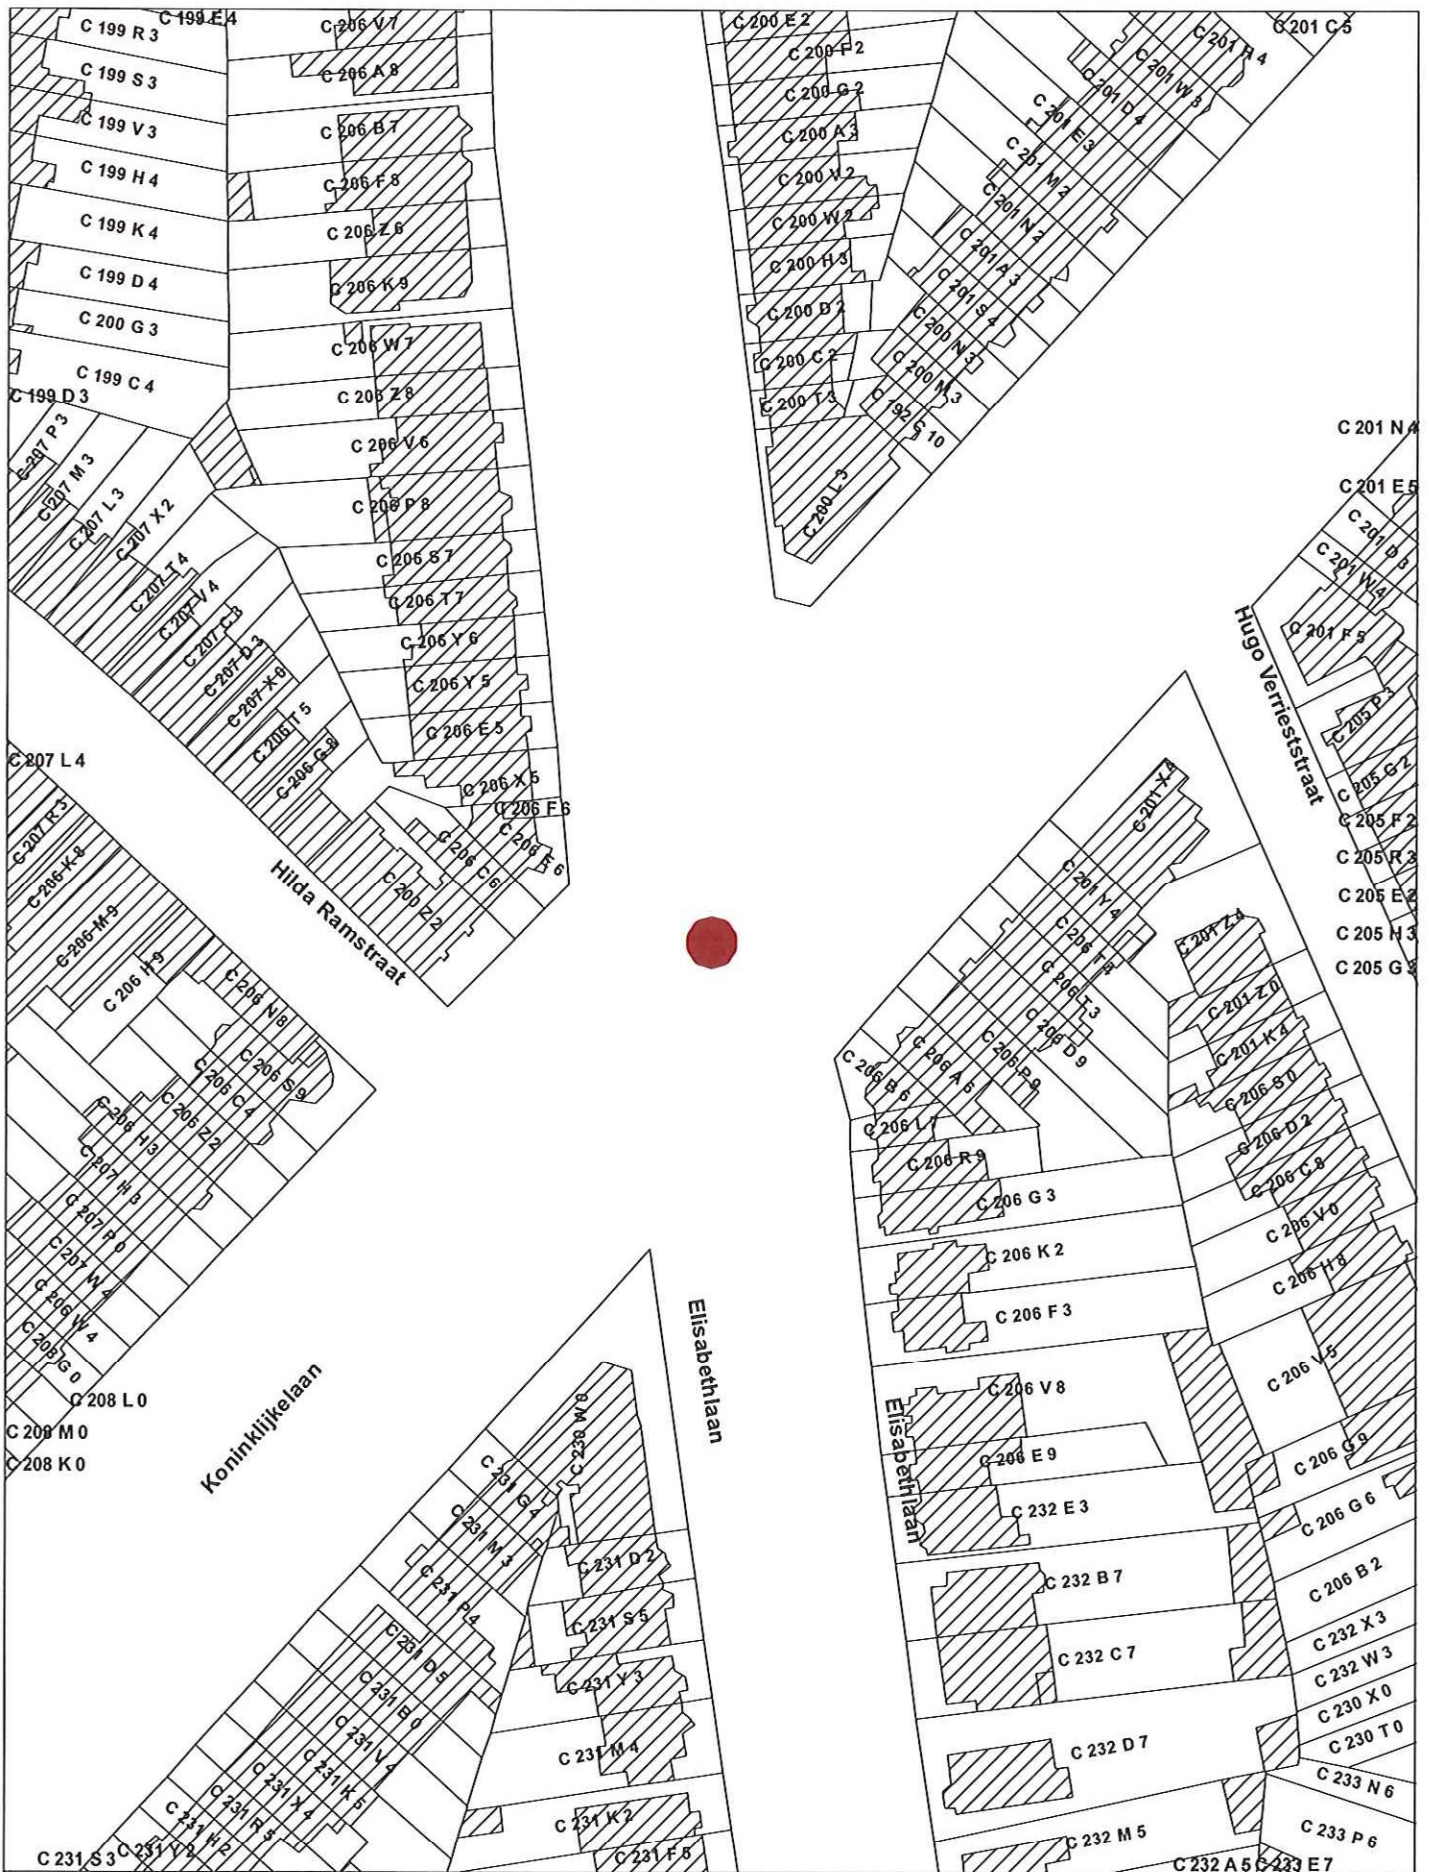 C 199 E 4
C 199 R 3
C 199 S 3
C 199 V 3
C 199 H 4
C 199 K 4
C 199 D 4
C 200 G 3
C 199 C 4
C 199 D 3
C 206 V 7
C 206 A 8
C 206 B 7
C 206 F 8
C 206 Z 6
C 206 K 9
C 206 W 7
C 206 Z 8
C 206 V 6
C 206 P 8
C 206 S 7
C 206 T 7
C 206 Y 6
C 206 Y 5
C 206 E 5
C 206 X 5
C 206 F 6
C 206 E 6
C 206 C 6
C 200 Z 2
C 200 E 2
C 200 F 2
C 200 G 2
C 200 A 3
C 200 V 2
C 200 W 2
C 200 H 3
C 200 D 2
C 200 C 2
C 200 T 3
C 200 L 3
C 201 C 5
C 201 H 4
C 201 W 3
C 201 D 4
C 201 E 3
C 201 M 2
C 201 N 2
C 201 A 3
C 201 S 4
C 200 N 3
C 200 M 3
C 201 N 4
C 201 E 5
C 201 D 3
C 201 W 4
C 201 F 5
Hugo Verrieststraat
C 205 P 3
C 205 G 2
C 205 F 2
C 205 R 3
C 205 E 2
C 205 H 3
C 205 G 3
C 207 P 3
C 207 M 3
C 207 L 3
C 207 X 2
C 207 T 4
C 207 V 4
C 207 C 3
C 207 D 3
C 207 X 0
C 206 T 5
C 206 G 8
Hilda Ramstraat
C 207 L 4
C 207 R 3
C 206 K 8
C 206 M 9
C 206 H 9
C 206 N 8
C 206 S 9
C 206 C 4
C 206 Z 2
C 206 H 3
C 207 H 3
C 207 P 0
C 207 W 4
C 206 W 4
C 208 G 0
C 208 L 0
C 208 M 0
C 208 K 0
Koninklijkelaan
Elisabethlaan
Elisabethlaan
C 201 X 4
C 201 Y 4
C 206 T 3
C 206 D 9
C 206 P 9
C 206 A 6
C 206 B 6
C 206 L 7
C 206 R 9
C 206 G 3
C 206 K 2
C 206 F 3
C 206 V 8
C 206 E 9
C 232 E 3
C 232 B 7
C 232 C 7
C 232 D 7
C 232 M 5
C 201 Z 4
C 201 Z 0
C 201 K 4
C 206 S 0
C 206 D 2
C 206 C 8
C 206 V 0
C 206 H 8
C 206 V 5
C 206 G 9
C 206 G 6
C 206 B 2
C 232 X 3
C 232 W 3
C 230 X 0
C 230 T 0
C 233 N 6
C 233 P 6
C 232 A 5
C 233 E 7
C 230 W 0
C 231 G 4
C 231 M 3
C 231 P 4
C 231 D 5
C 231 B 0
C 231 V 4
C 231 K 5
C 231 X 4
C 231 R 5
C 231 H 2
C 231 Y 2
C 231 S 3
C 231 D 2
C 231 S 5
C 231 Y 3
C 231 M 4
C 231 K 2
C 231 F 5